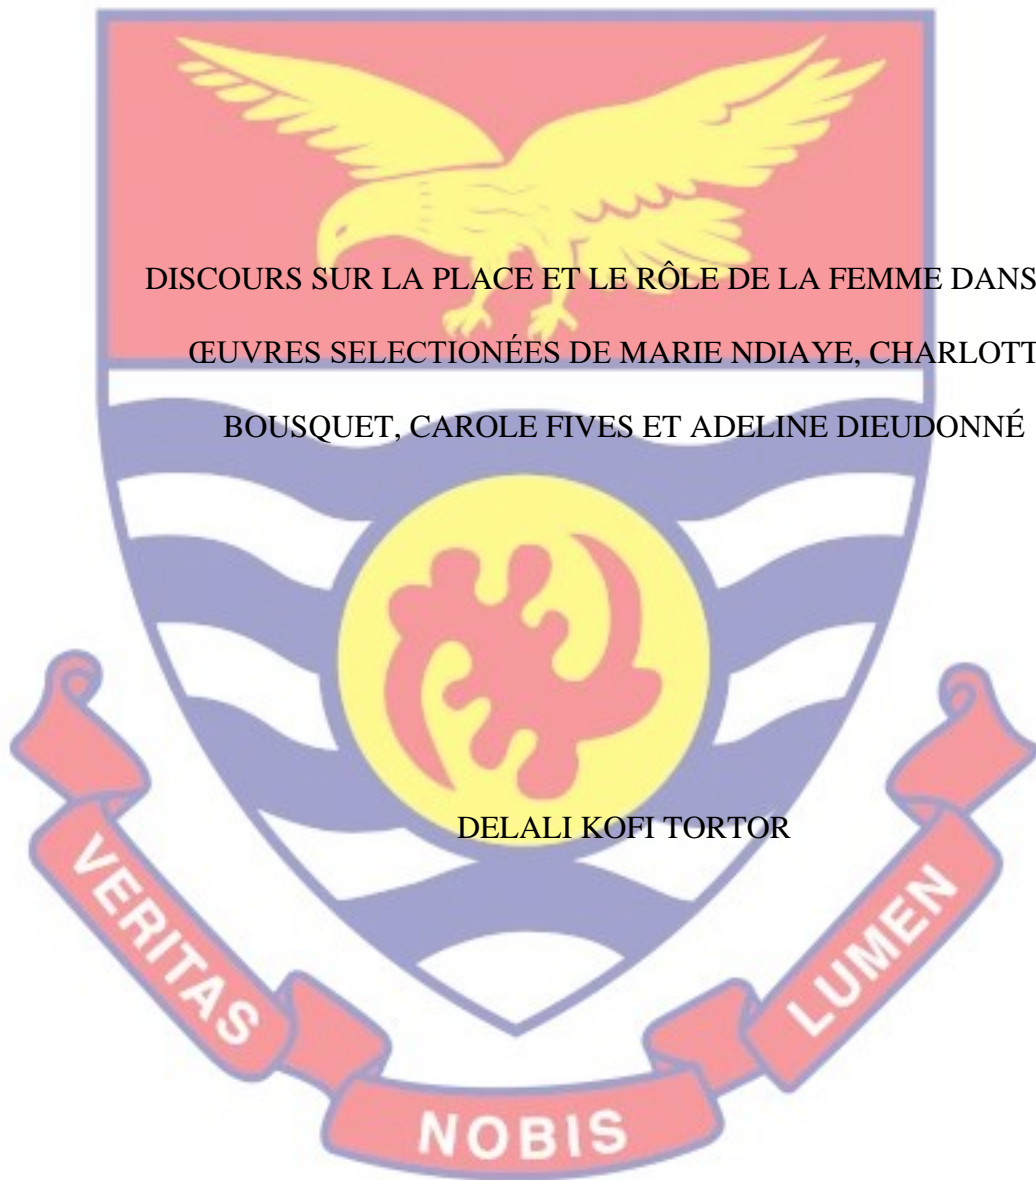 DISCOURS SUR LA PLACE ET LE RÔLE DE LA FEMME DANS
ŒUVRES SELECTIONÉES DE MARIE NDIAYE, CHARLOTT
BOUSQUET, CAROLE FIVES ET ADELINE DIEUDONNÉ
DELALI KOFI TORTOR
VERITAS
NOBIS
LUMEN